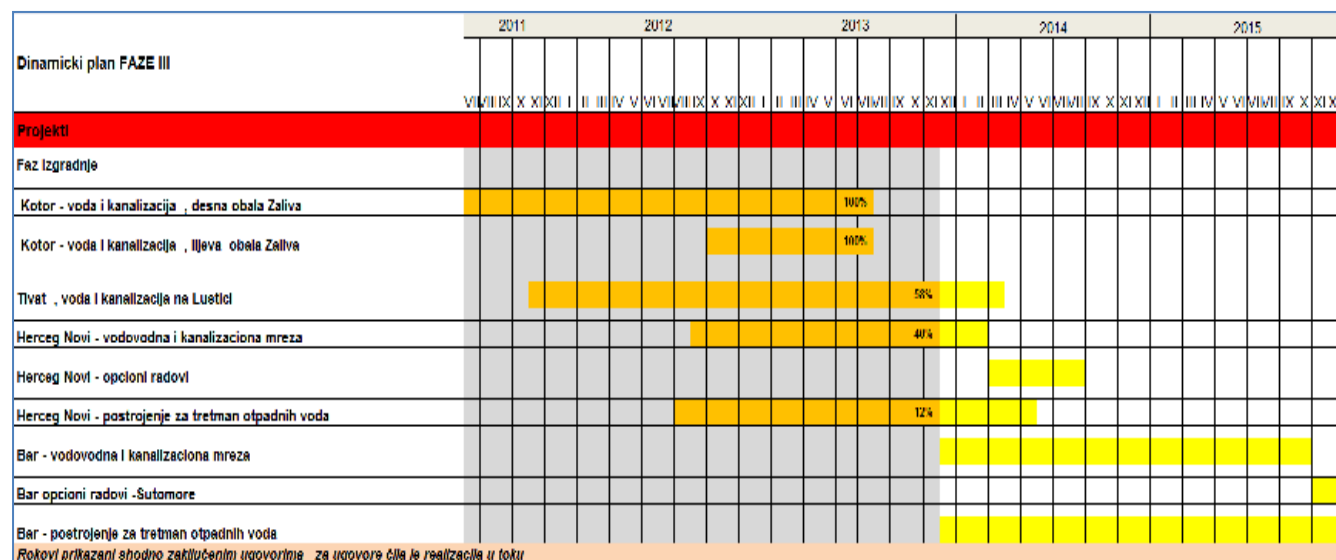 2011 2012 2013 2014 2015
Dinamicki plan FAZE III
VII VIII IX X XI XII I II III IV V VI VII VIII IX X XI XII I II III IV V VI VII VIII IX X XI XII I II III IV V VI VII VIII IX X XI XII I II III IV V VI VII VIII IX X XI X
Projekti
Faz izgradnje
Kotor - voda i kanalizacija , desna obala Zaliva 100%
Kotor - voda i kanalizacija , lijeva obala Zaliva 100%
Tivat , voda i kanalizacija na Lustici 58%
Herceg Novi - vodovodna i kanalizaciona mreza 40%
Herceg Novi - opcioni radovi
Herceg Novi - postrojenje za tretman otpadnih voda 12%
Bar - vodovodna i kanalizaciona mreza
Bar opcioni radovi -Sutomore
Bar - postrojenje za tretman otpadnih voda
Rokovi prikazani shodno zaključenim ugovorima za ugovore čija je realizacija u toku